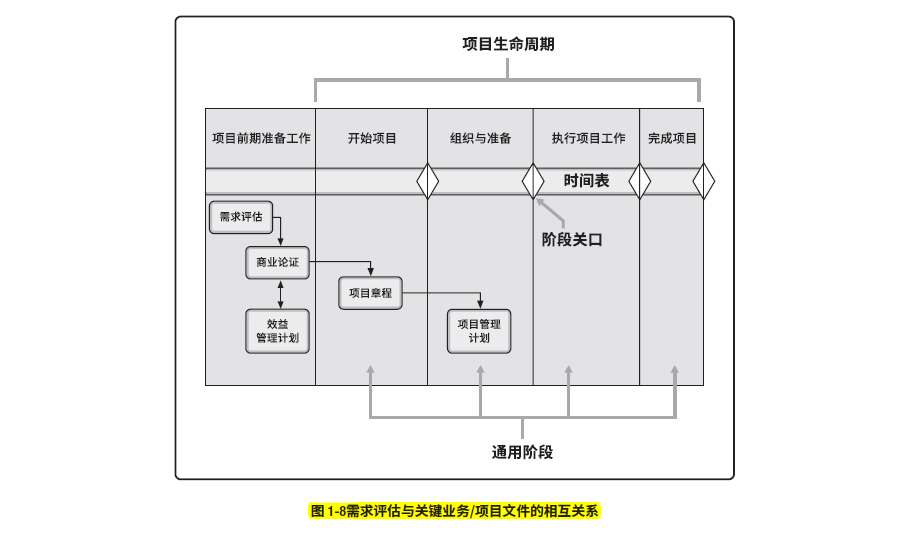 项目生命周期
项目前期准备工作
开始项目
组织与准备
执行项目工作
完成项目
时间表
需求评估
阶段关口
商业论证
项目章程
效益
管理计划
项目管理
计划
通用阶段
图 1-8需求评估与关键业务/项目文件的相互关系